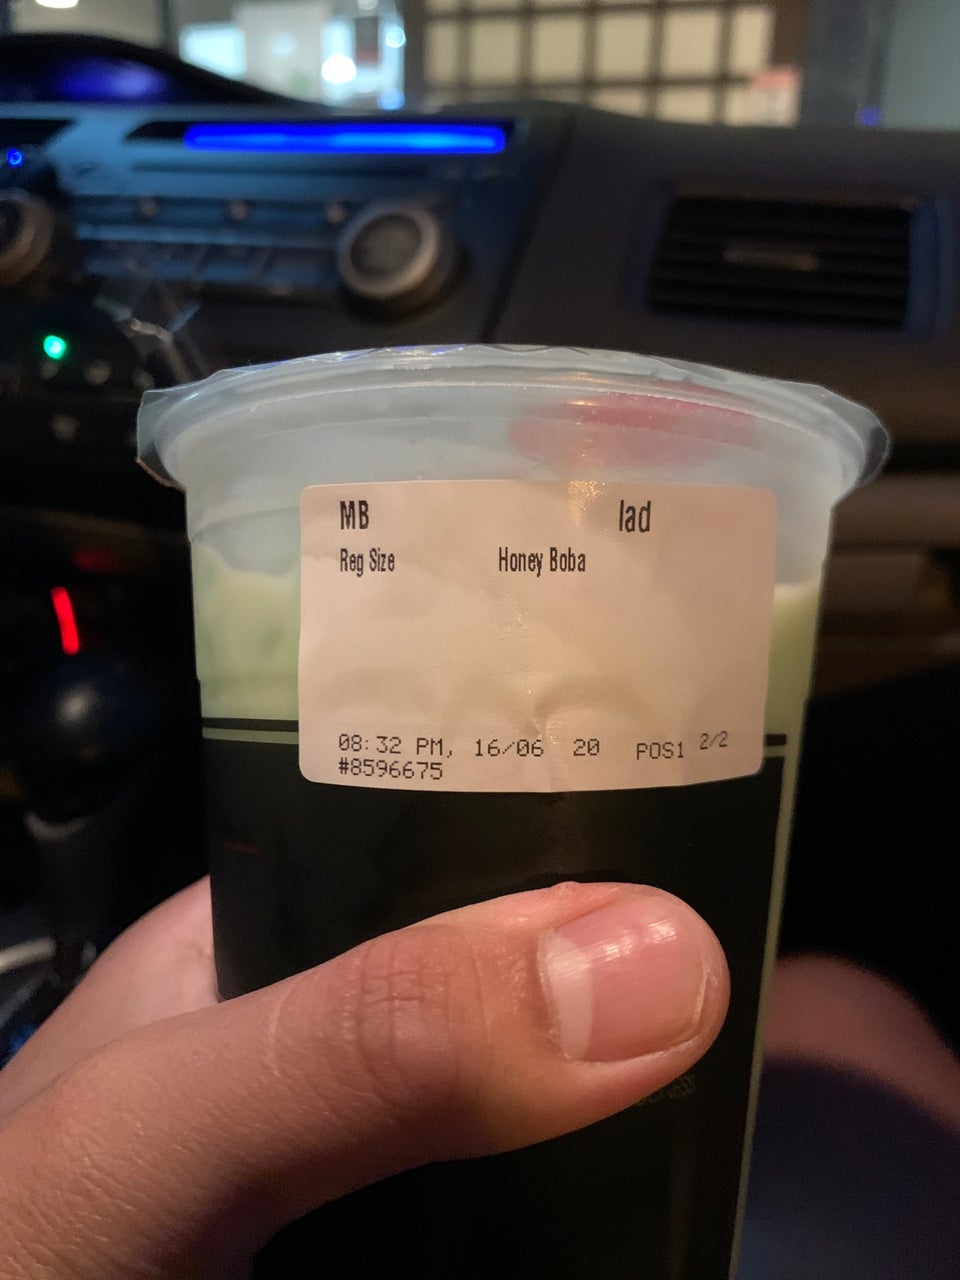 MB lad
Reg Size Honey Boba
08:32 PM, 16/06 20 POS1 2/2
#8596675